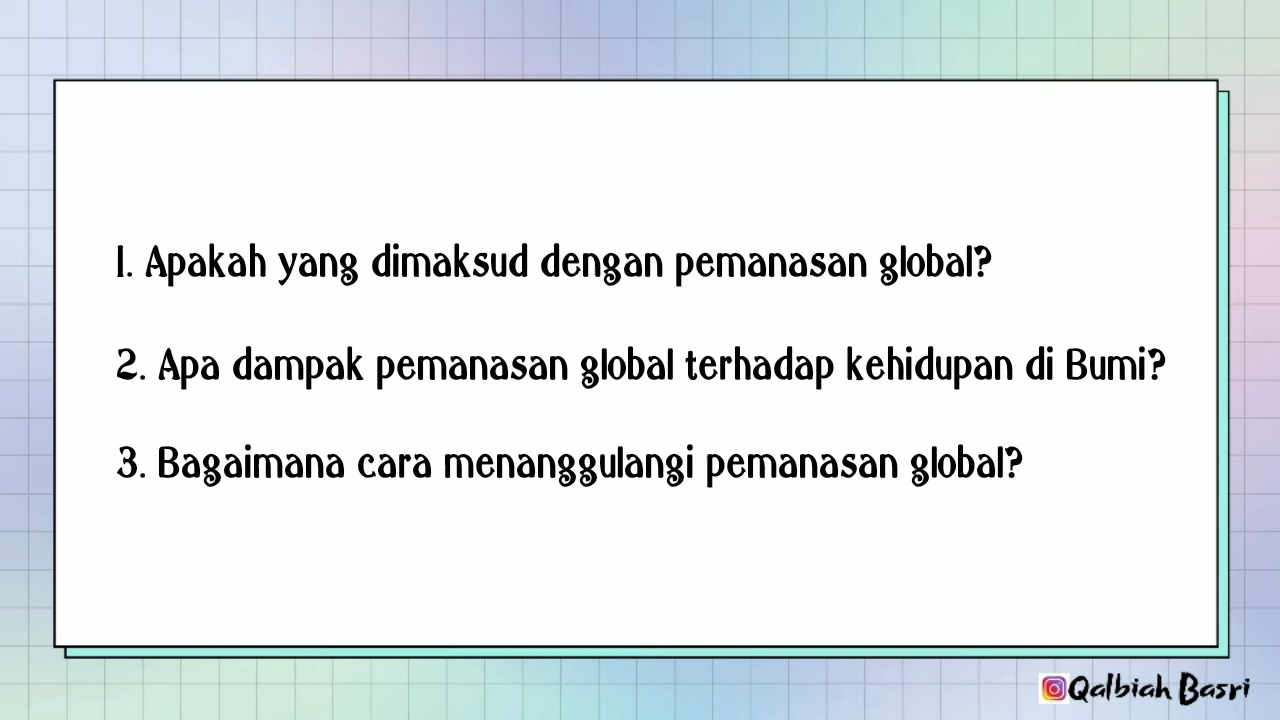 1. Apakah yang dimaksud dengan pemanasan global?
2. Apa dampak pemanasan global terhadap kehidupan di Bumi?
3. Bagaimana cara menanggulangi pemanasan global?
Qalbiah Basri